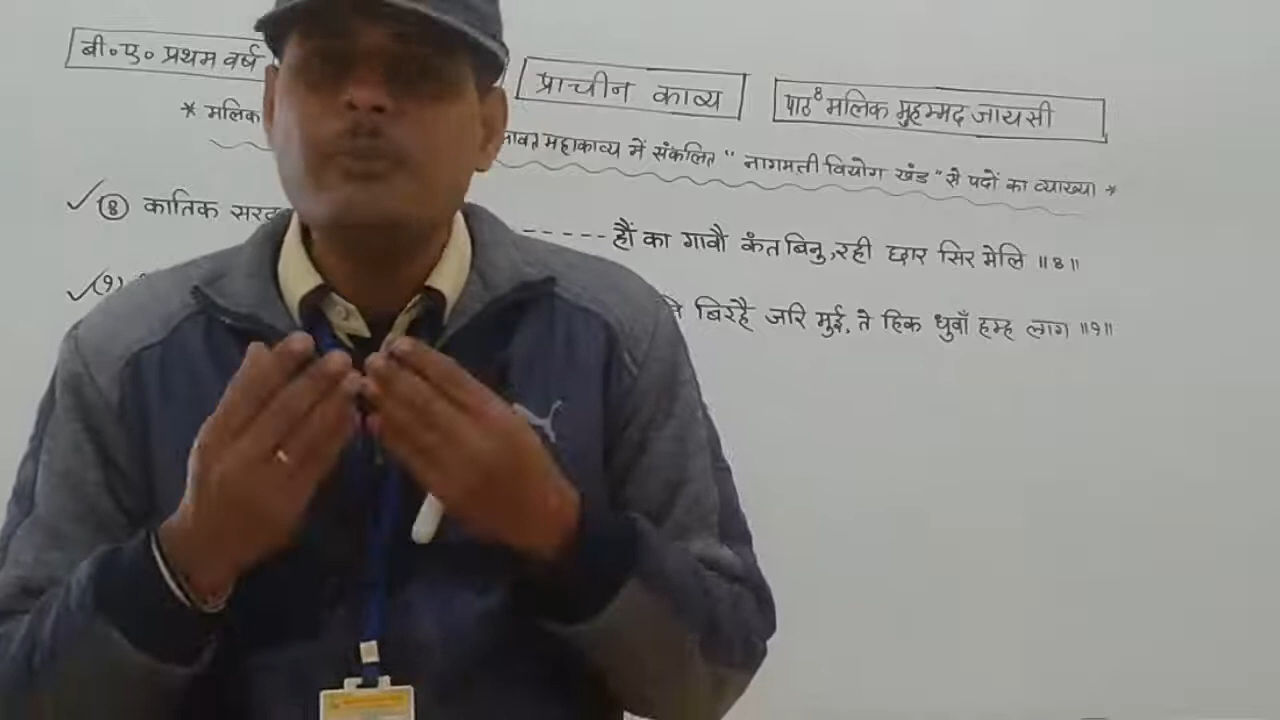 बी॰ए॰ प्रथम वर्ष
प्राचीन काव्य
पाठ8 मलिक मुहम्मद जायसी
* मलिक महाकाव्य में संकलित "नागमती वियोग खंड" से पदों का व्याख्या *
(8) कातिक सरद ----- हौं का गावौ कंत बिनु, रही छार सिर मेलि ॥8॥
(9) बिरहै जरि मुई, ते हिक धुवाँ हम्ह लाग ॥9॥